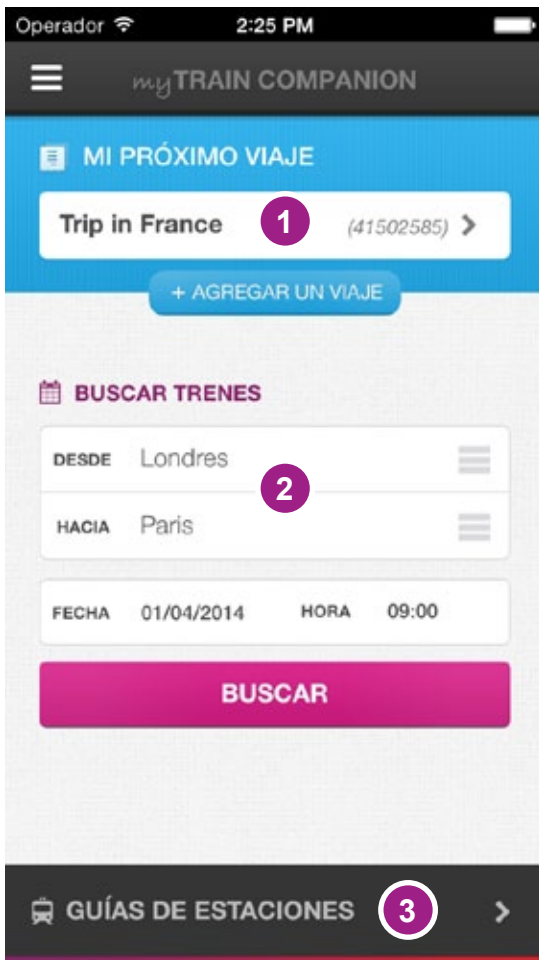 Operador 2:25 PM
myTRAIN COMPANION
MI PRÓXIMO VIAJE
Trip in France 1 (41502585)
+ AGREGAR UN VIAJE
BUSCAR TRENES
DESDE Londres
2
HACIA Paris
FECHA 01/04/2014 HORA 09:00
BUSCAR
GUÍAS DE ESTACIONES 3